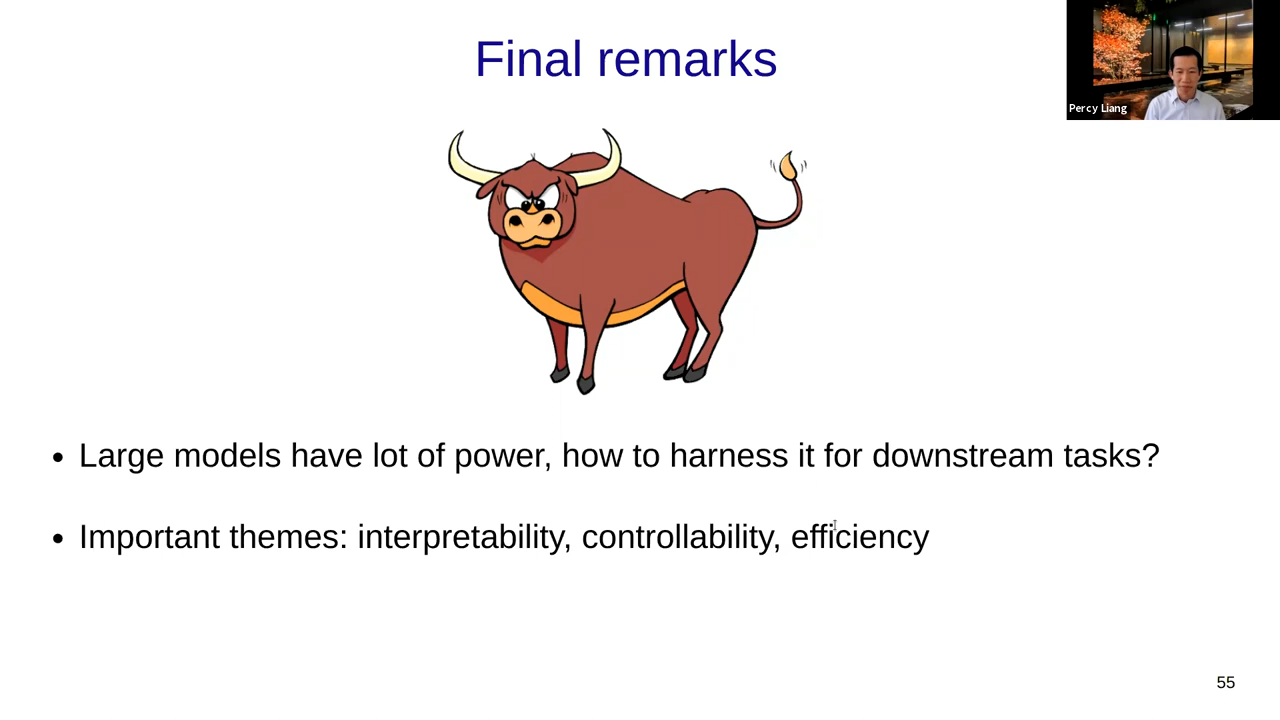 Final remarks
Percy Liang
• Large models have lot of power, how to harness it for downstream tasks?
• Important themes: interpretability, controllability, efficiency
55